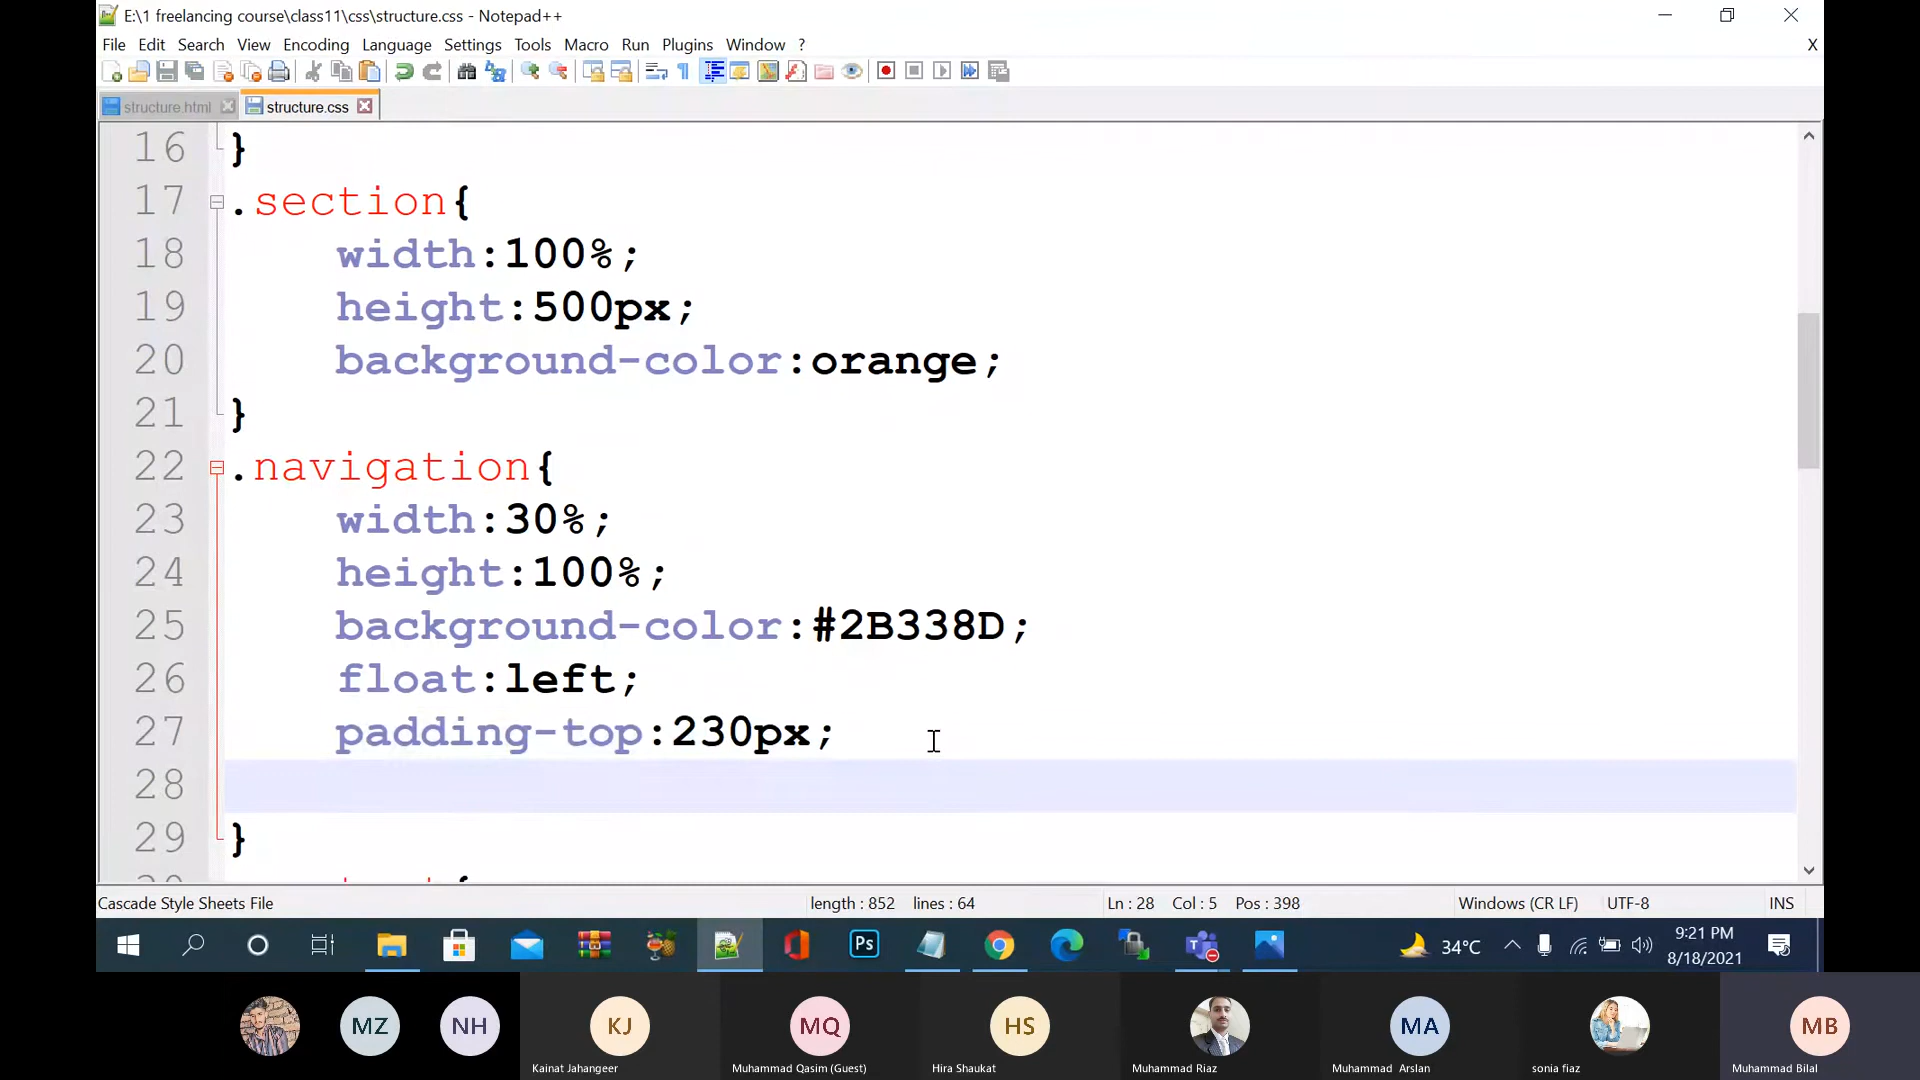 E:\1 freelancing course\class11\css\structure.css - Notepad++
File Edit Search View Encoding Language Settings Tools Macro Run Plugins Window ? X
structure.html structure.css
16 }
17 .section{
18 width:100%;
19 height:500px;
20 background-color:orange;
21 }
22 .navigation{
23 width:30%;
24 height:100%;
25 background-color:#2B338D;
26 float:left;
27 padding-top:230px;
28
29 }
Cascade Style Sheets File length : 852 lines : 64 Ln : 28 Col : 5 Pos : 398 Windows (CR LF) UTF-8 INS
Ps 34°C 9:21 PM
8/18/2021
MZ NH KJ MQ HS MA MB
Kainat Jahangeer Muhammad Qasim (Guest) Hira Shaukat Muhammad Riaz Muhammad Arslan sonia fiaz Muhammad Bilal